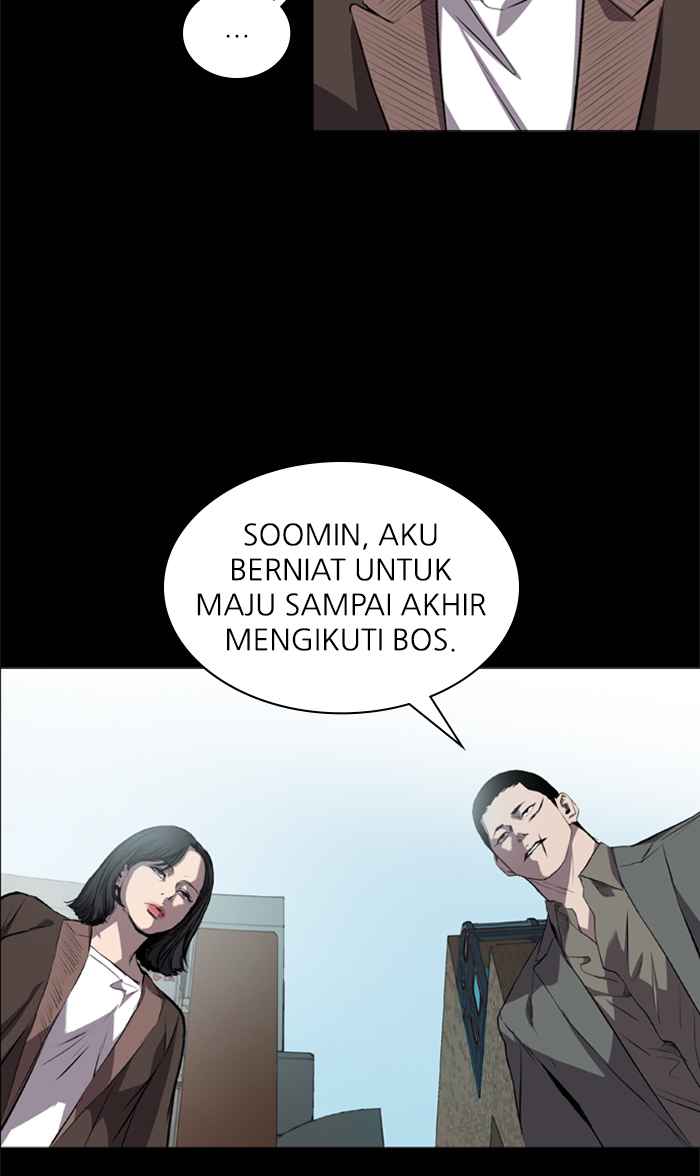 ...
SOOMIN, AKU
BERNIAT UNTUK
MAJU SAMPAI AKHIR
MENGIKUTI BOS.